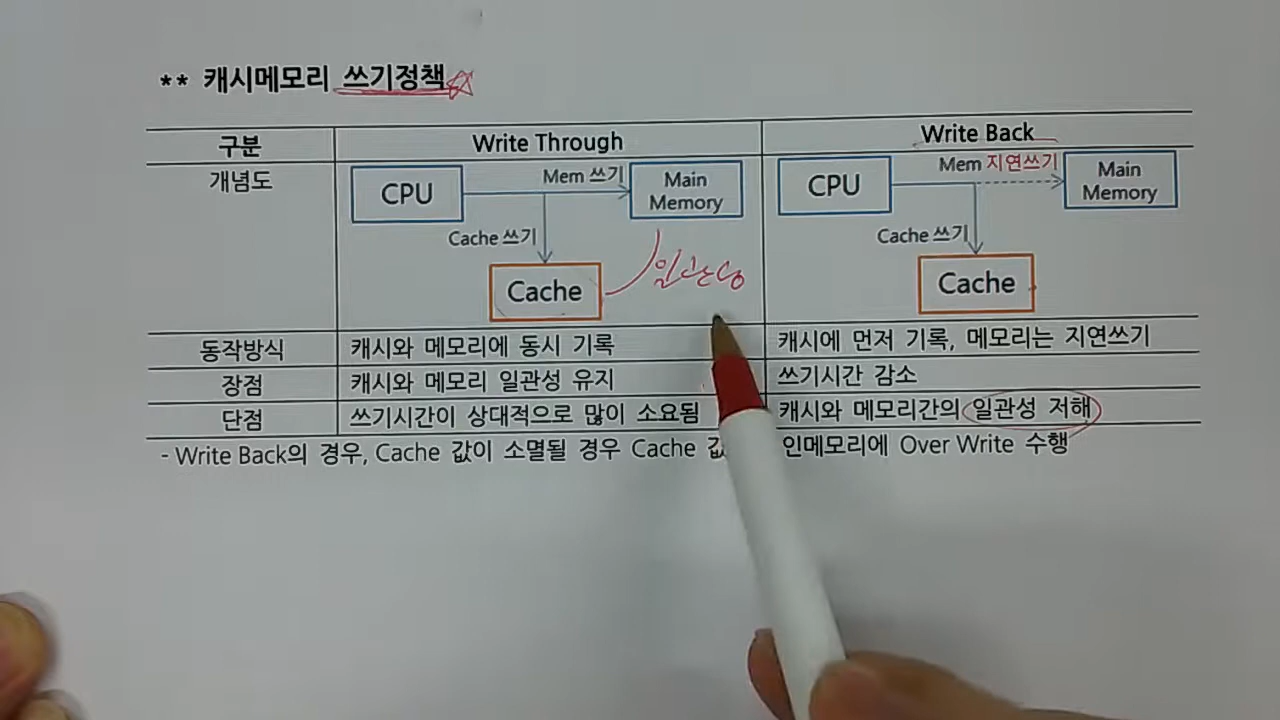 ** 캐시메모리 쓰기정책
구분 Write Through Write Back
개념도 CPU Mem 쓰기 Main Memory CPU Mem 지연쓰기 Main Memory
Cache 쓰기 Cache 쓰기
Cache 일관성 Cache
동작방식 캐시와 메모리에 동시 기록 캐시에 먼저 기록, 메모리는 지연쓰기
장점 캐시와 메모리 일관성 유지 쓰기시간 감소
단점 쓰기시간이 상대적으로 많이 소요됨 캐시와 메모리간의 일관성 저해
- Write Back의 경우, Cache 값이 소멸될 경우 Cache 인메모리에 Over Write 수행